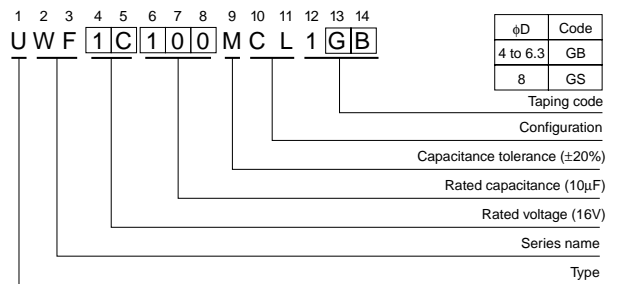 1 2 3 4 5 6 7 8 9 10 11 12 13 14
U W F 1 C 1 0 0 M C L 1 G B
ϕD Code
4 to 6.3 GB
8 GS
Taping code
Configuration
Capacitance tolerance (±20%)
Rated capacitance (10μF)
Rated voltage (16V)
Series name
Type